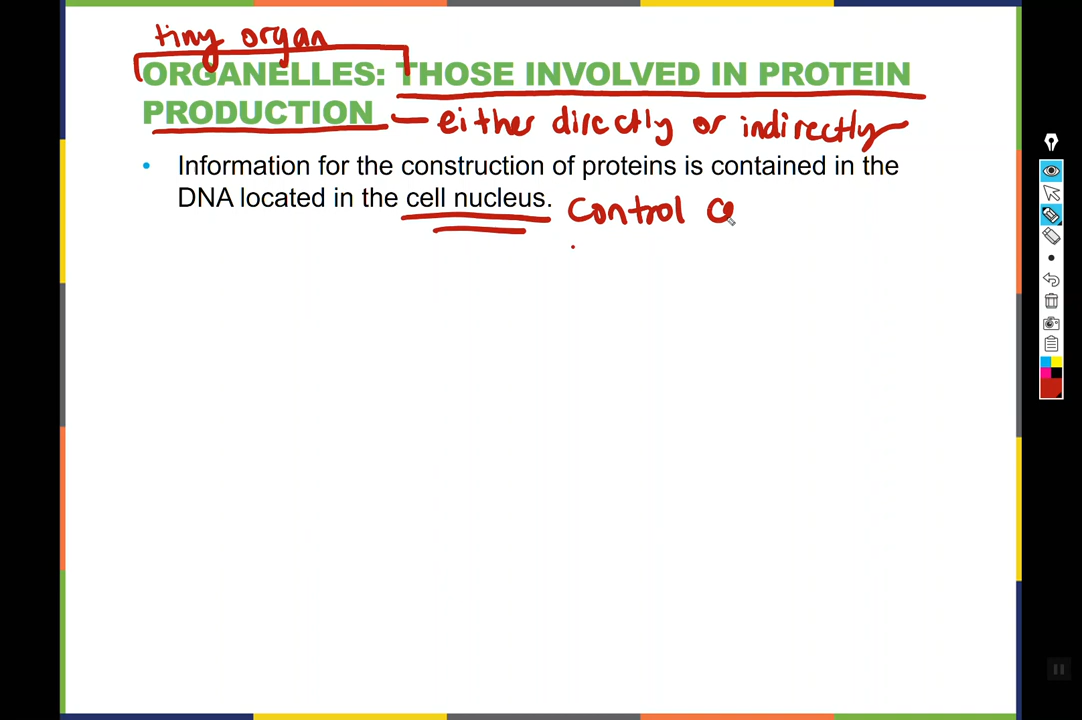 tiny organ
ORGANELLES: THOSE INVOLVED IN PROTEIN
PRODUCTION - either directly or indirectly
• Information for the construction of proteins is contained in the
DNA located in the cell nucleus. Control